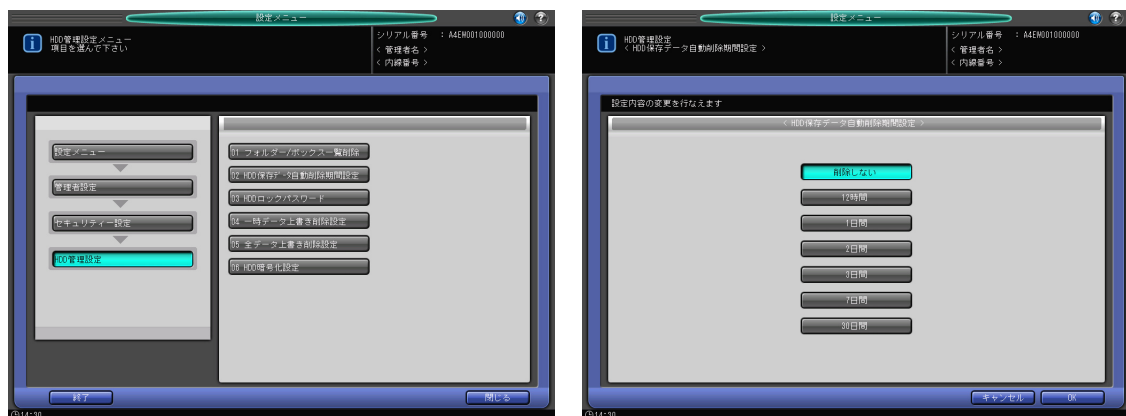 設定メニュー
HDD管理設定メニュー
項目を選んで下さい
シリアル番号 : A4EW001000000
< 管理者名 >
< 内線番号 >
設定メニュー
管理者設定
セキュリティー設定
HDD管理設定
01 フォルダー/ボックス一覧削除
02 HDD保存データ自動削除期間設定
03 HDDロックパスワード
04 一時データ上書き削除設定
05 全データ上書き削除設定
06 HDD暗号化設定
終了
閉じる
14:30
設定メニュー
HDD管理設定
< HDD保存データ自動削除期間設定 >
シリアル番号 : A4EW001000000
< 管理者名 >
< 内線番号 >
設定内容の変更を行なえます
< HDD保存データ自動削除期間設定 >
削除しない
12時間
1日間
2日間
3日間
7日間
30日間
キャンセル
OK
14:30